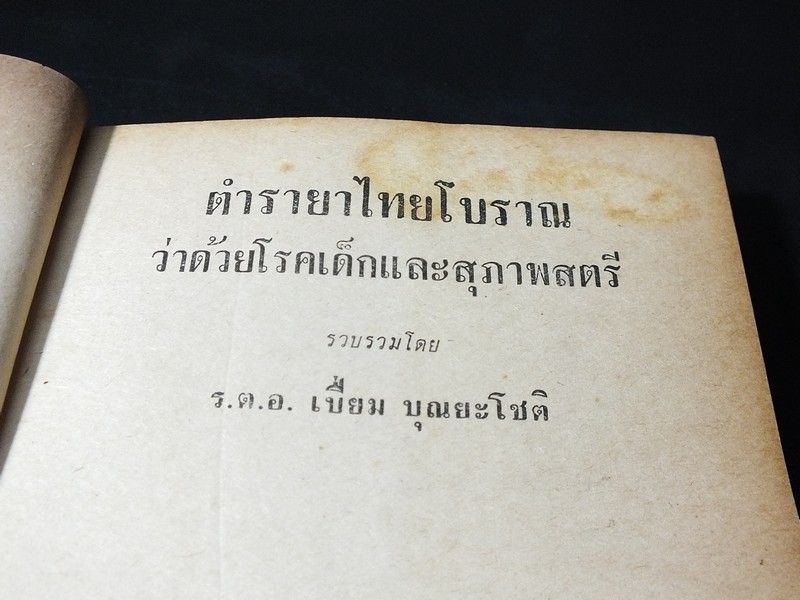 ตำรายาไทยโบราณ
ว่าด้วยโรคเด็กและสุภาพสตรี
รวบรวมโดย
ร.ต.อ. เปี่ยม บุณยะโชติ